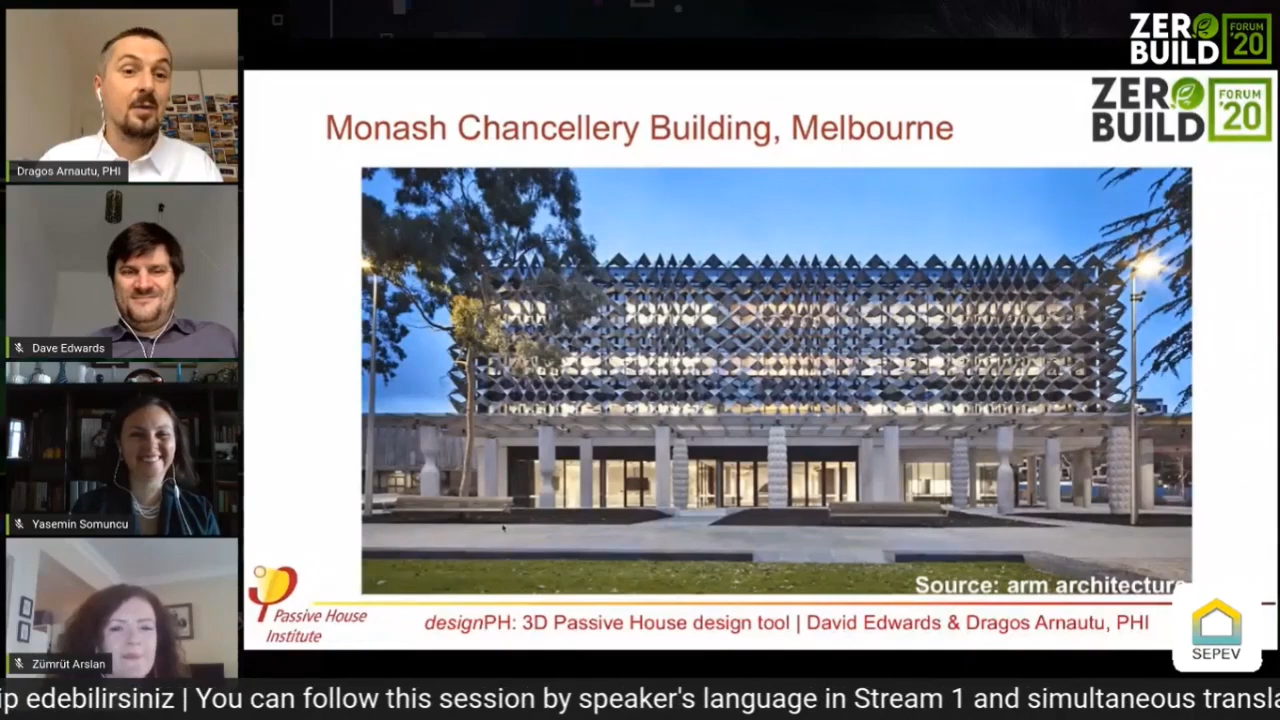 ZERO
BUILD
FORUM
'20
ZERO
BUILD
FORUM
'20
Monash Chancellery Building, Melbourne
Dragos Arnautu, PHI
Dave Edwards
Yasemin Somuncu
Zümrüt Arslan
Source: arm architecture
Passive House
Institute
designPH: 3D Passive House design tool | David Edwards & Dragos Arnautu, PHI
SEPEV
ip edebilirsiniz | You can follow this session by speaker's language in Stream 1 and simultaneous transla